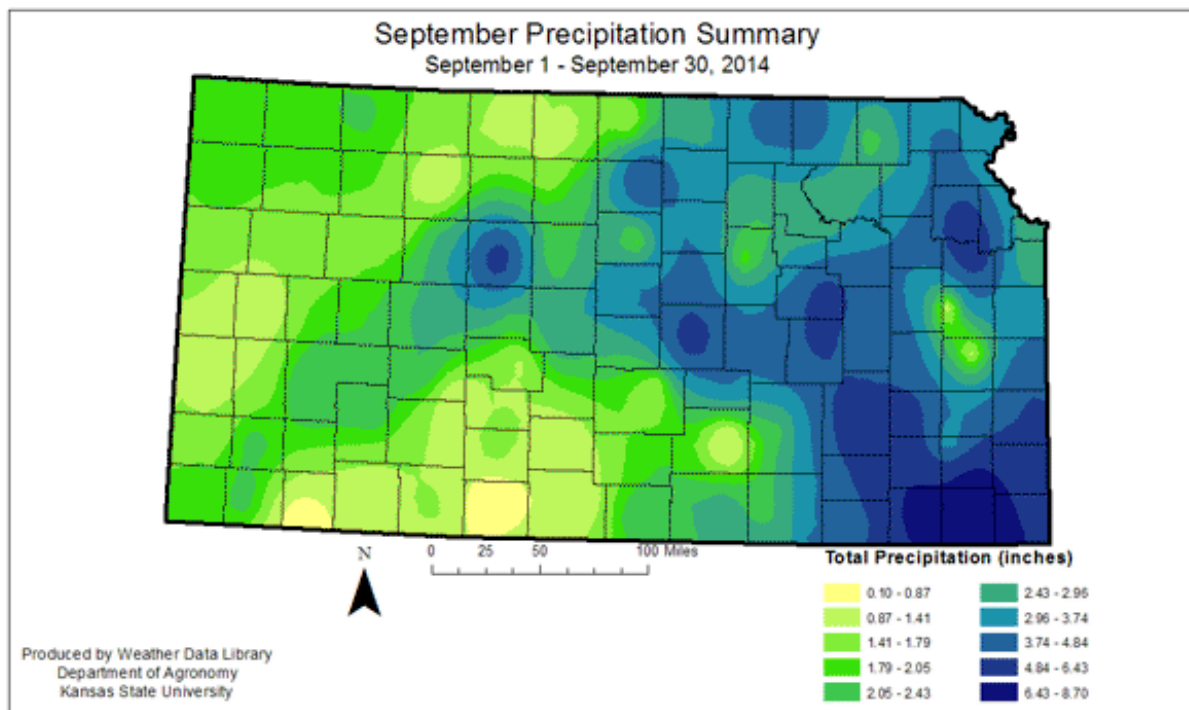 September Precipitation Summary
September 1 - September 30, 2014
N
0 25 50 100 Miles
Total Precipitation (inches)
0.10 - 0.87
0.87 - 1.41
1.41 - 1.79
1.79 - 2.05
2.05 - 2.43
2.43 - 2.96
2.96 - 3.74
3.74 - 4.84
4.84 - 6.43
6.43 - 8.70
Produced by Weather Data Library
Department of Agronomy
Kansas State University